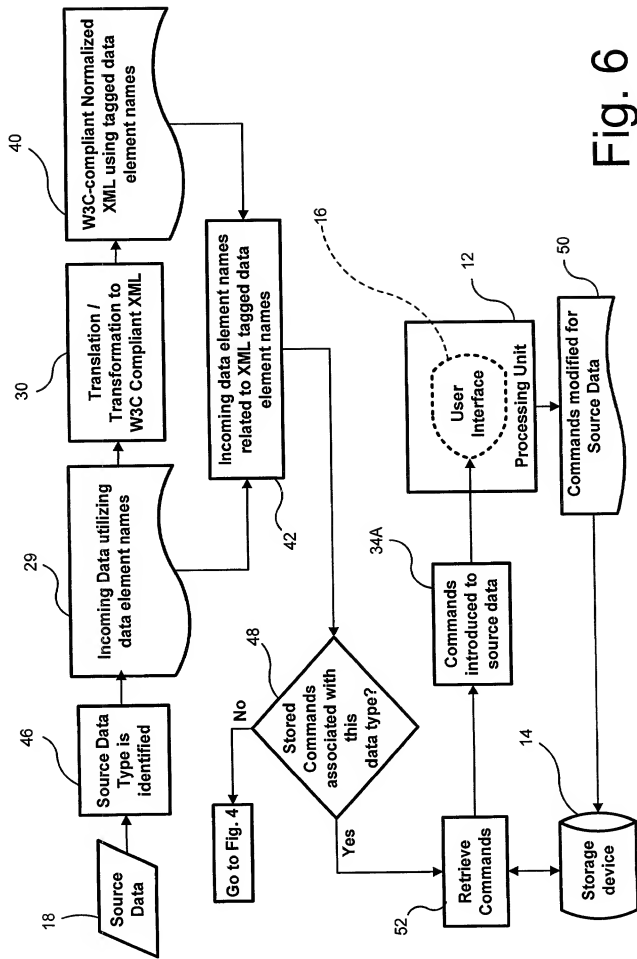 18
Source
Data
46
Source Data
Type is
identified
29
Incoming Data utilizing
data element names
30
Translation /
Transformation to
W3C Compliant XML
40
W3C-compliant Normalized
XML using tagged data
element names
Incoming data element names
related to XML tagged data
element names
42
48
Stored
Commands
associated with
this
data type?
No
Go to Fig. 4
Yes
Retrieve
Commands
52
34A
Commands
introduced to
source data
16
12
User
Interface
Processing Unit
50
Commands modified for
Source Data
14
Storage
device
Fig. 6